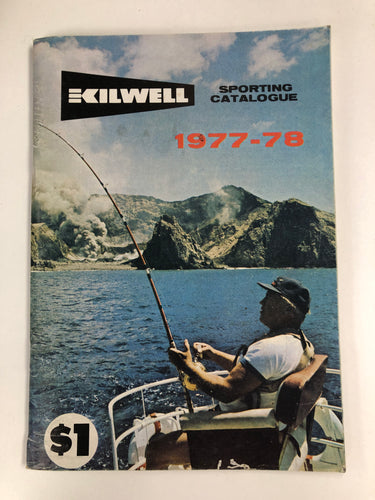 KILWELL
SPORTING
CATALOGUE
1977-78
$1